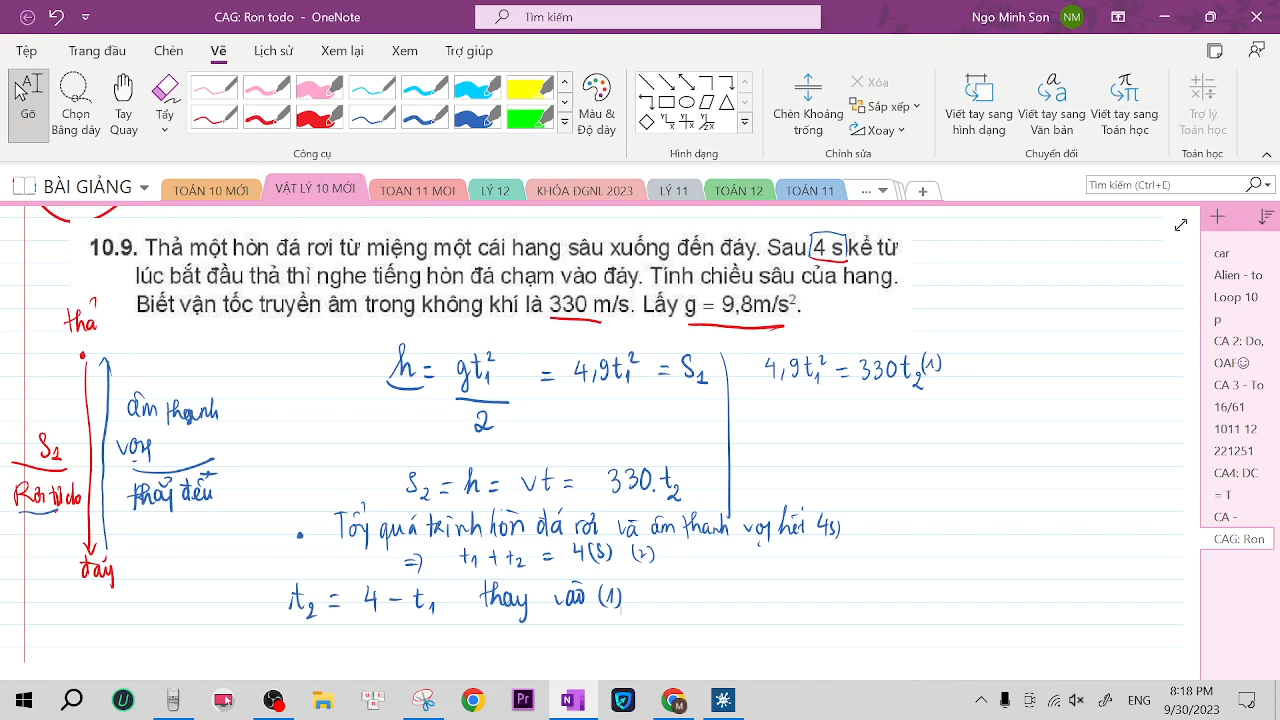 CAG: Rơn todo - OneNote
Tìm kiếm
Ngo Minh Son
NM
Tệp Trang đầu Chèn Vẽ Lịch sử Xem lại Xem Trợ giúp
Gõ
Chọn Bằng dây
Tay Quay
Tẩy
Màu & Độ dày
Chèn Khoảng trống
Xóa
Sắp xếp
Xoay
Viết tay sang hình dạng
Viết tay sang Văn bản
Viết tay sang Toán học
Trợ lý Toán học
Công cụ
Hình dạng
Chỉnh sửa
Chuyển đổi
Toán học
BÀI GIẢNG
TOÁN 10 MỚI
VẬT LÝ 10 MỚI
TOAN 11 MOI
LÝ 12
KHÓA DGNL 2023
LÝ 11
TOÁN 12
TOÁN 11
...
Tìm kiếm (Ctrl+E)
10.9. Thả một hòn đá rơi từ miệng một cái hang sâu xuống đến đáy. Sau 4 s kể từ
lúc bắt đầu thả thì nghe tiếng hòn đá chạm vào đáy. Tính chiều sâu của hang.
Biết vận tốc truyền âm trong không khí là 330 m/s. Lấy g = 9,8m/s².
thả
h = gt₁²/2 = 4,9t₁² = S₁
4,9t₁² = 330t₂ (1)
âm thanh
vọng
thẳng đều
Rơi tự do
đáy
S₂ = h = vt = 330.t₂
• Tổng quá trình hòn đá rơi và âm thanh vọng hết 4s)
=> t₁ + t₂ = 4(s) (2)
t₂ = 4 - t₁ thay vào (1)
car
Alien - to
Loop 10
p
CA 2: Do,
OAF
CA 3 - To
16/61
1011 12
221251
CA4: DC
= T
CA -
CAG: Ron
ENG
8:18 PM
9/30/2023